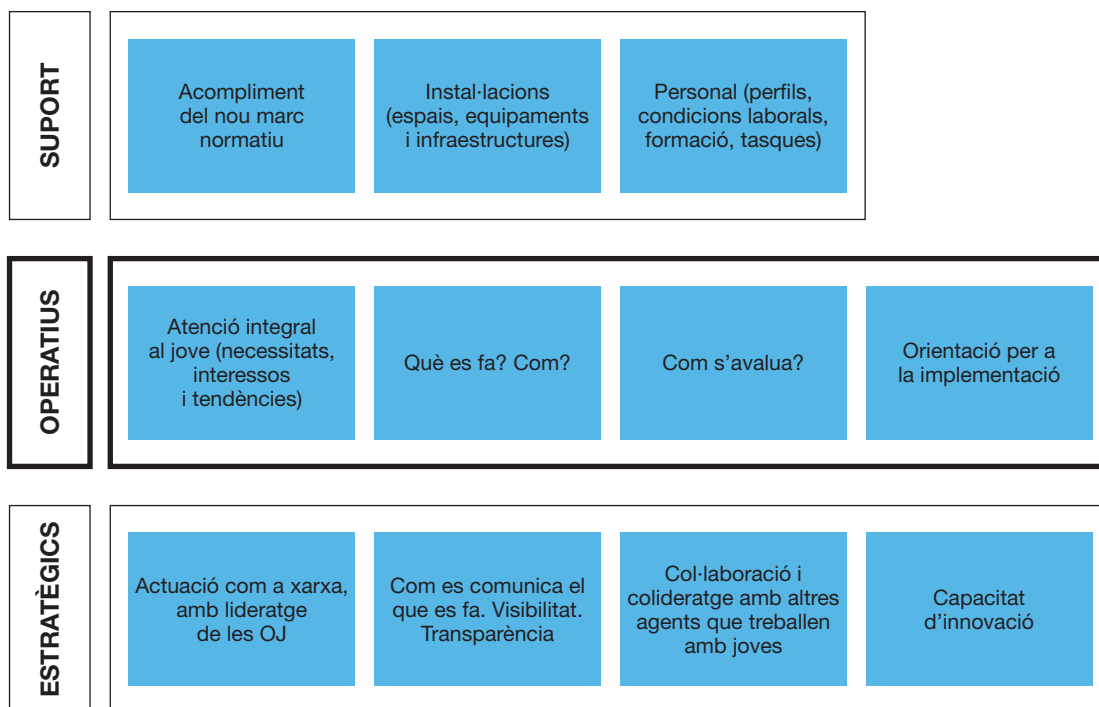 SUPORT
Acompliment
del nou marc
normatiu
Instal·lacions
(espais, equipaments
i infraestructures)
Personal (perfils,
condicions laborals,
formació, tasques)
OPERATIUS
Atenció integral
al jove (necessitats,
interessos
i tendències)
Què es fa? Com?
Com s’avalua?
Orientació per a
la implementació
ESTRATÈGICS
Actuació com a xarxa,
amb lideratge
de les OJ
Com es comunica el
que es fa. Visibilitat.
Transparència
Col·laboració i
colideratge amb altres
agents que treballen
amb joves
Capacitat
d’innovació